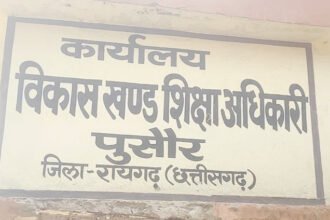 कार्यालय
विकास खण्ड शिक्षा अधिकारी
पुसौर
जिला-रायगढ़ (छत्तीसगढ़)